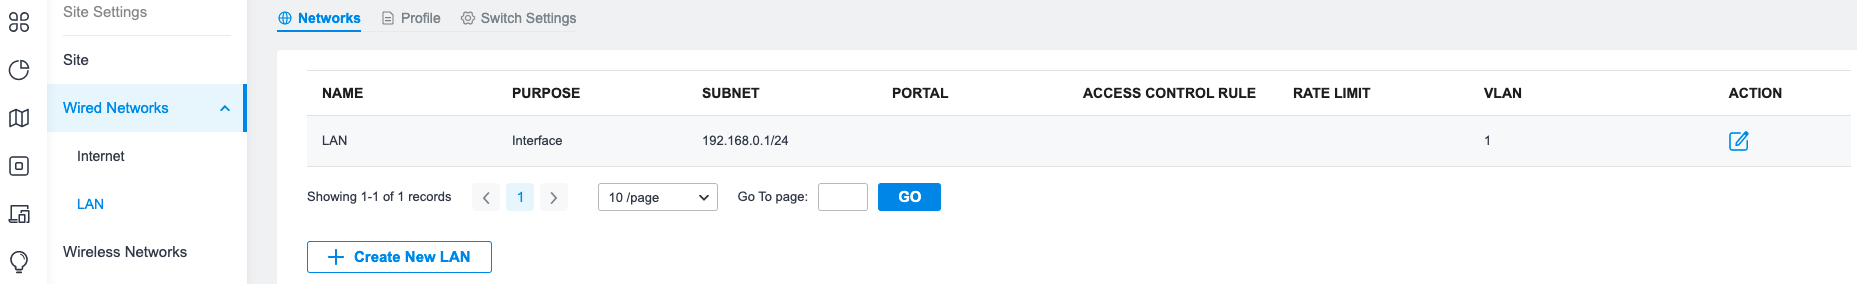 Site Settings
Site
Wired Networks
Internet
LAN
Wireless Networks
Networks Profile Switch Settings
NAME PURPOSE SUBNET PORTAL ACCESS CONTROL RULE RATE LIMIT VLAN ACTION
LAN Interface 192.168.0.1/24 1
Showing 1-1 of 1 records 1 10 /page Go To page: GO
Create New LAN